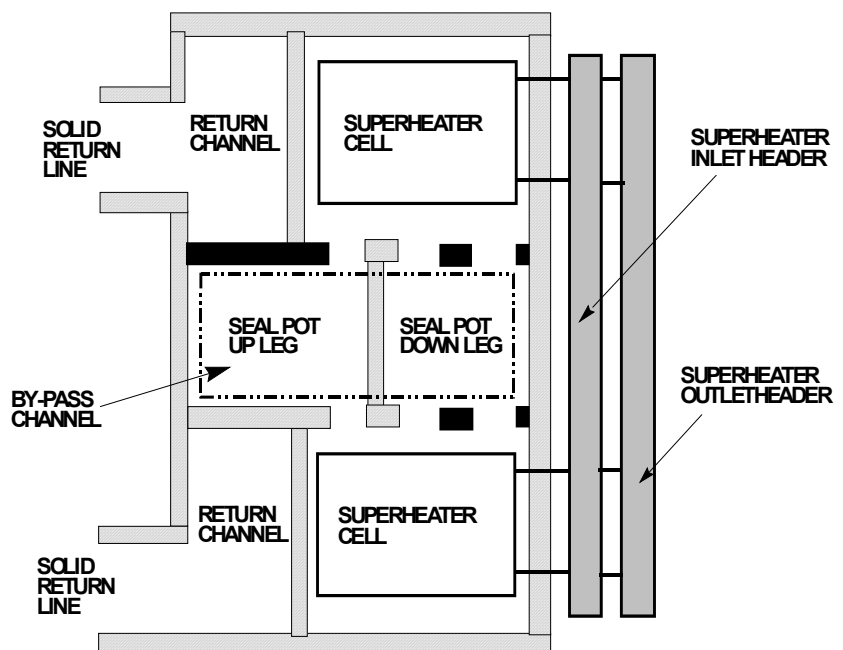 SOLID
RETURN
LINE
RETURN
CHANNEL
SUPERHEATER
CELL
SUPERHEATER
INLET HEADER
SEAL POT
UP LEG
SEAL POT
DOWN LEG
BY-PASS
CHANNEL
SUPERHEATER
OUTLETHEADER
SOLID
RETURN
LINE
RETURN
CHANNEL
SUPERHEATER
CELL